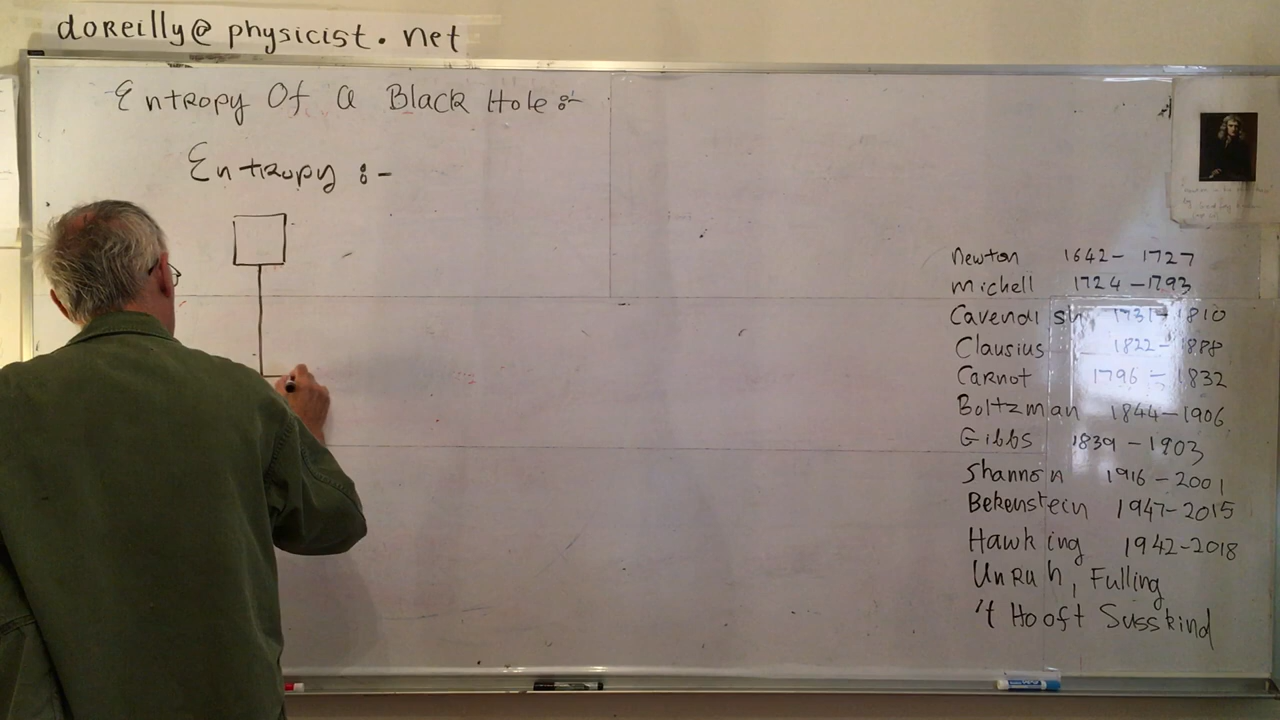 doReilly@physicist.net
Entropy Of a Black Hole:-
Entropy :-
Newton 1642-1727
Michell 1724-1793
Cavendish 1731-1810
Clausius 1822-1888
Carnot 1796-1832
Boltzman 1844-1906
Gibbs 1839-1903
Shannon 1916-2001
Bekenstein 1947-2015
Hawking 1942-2018
Unruh, Fulling
't Hooft Susskind